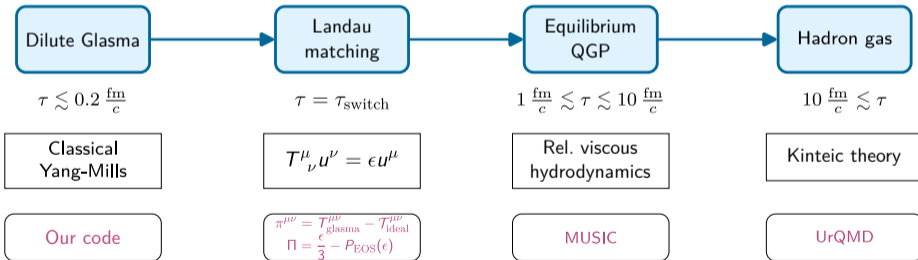 Dilute Glasma
Landau
matching
Equilibrium
QGP
Hadron gas
τ ≲ 0.2 fm/c
τ = τ_switch
1 fm/c ≲ τ ≲ 10 fm/c
10 fm/c ≲ τ
Classical
Yang-Mills
T^μ_ν u^ν = ϵu^μ
Rel. viscous
hydrodynamics
Kinteic theory
Our code
π^μν = T^μν_glasma − T^μν_ideal
Π = ϵ/3 − P_EOS(ϵ)
MUSIC
UrQMD